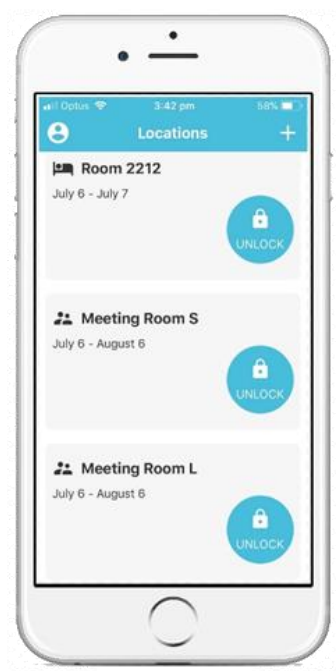 Optus 3:42 pm 58%
Locations
Room 2212
July 6 - July 7
UNLOCK
Meeting Room S
July 6 - August 6
UNLOCK
Meeting Room L
July 6 - August 6
UNLOCK